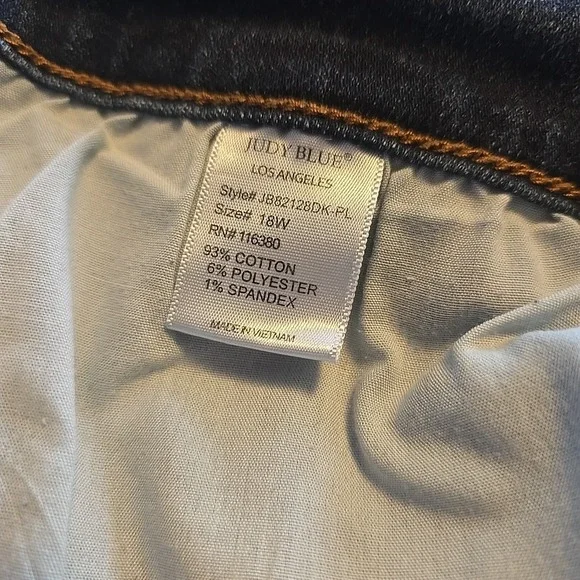 JUDY BLUE®
LOS ANGELES
Style# JB82128DK-PL
Size# 18W
RN# 116380
93% COTTON
6% POLYESTER
1% SPANDEX
MADE IN VIETNAM